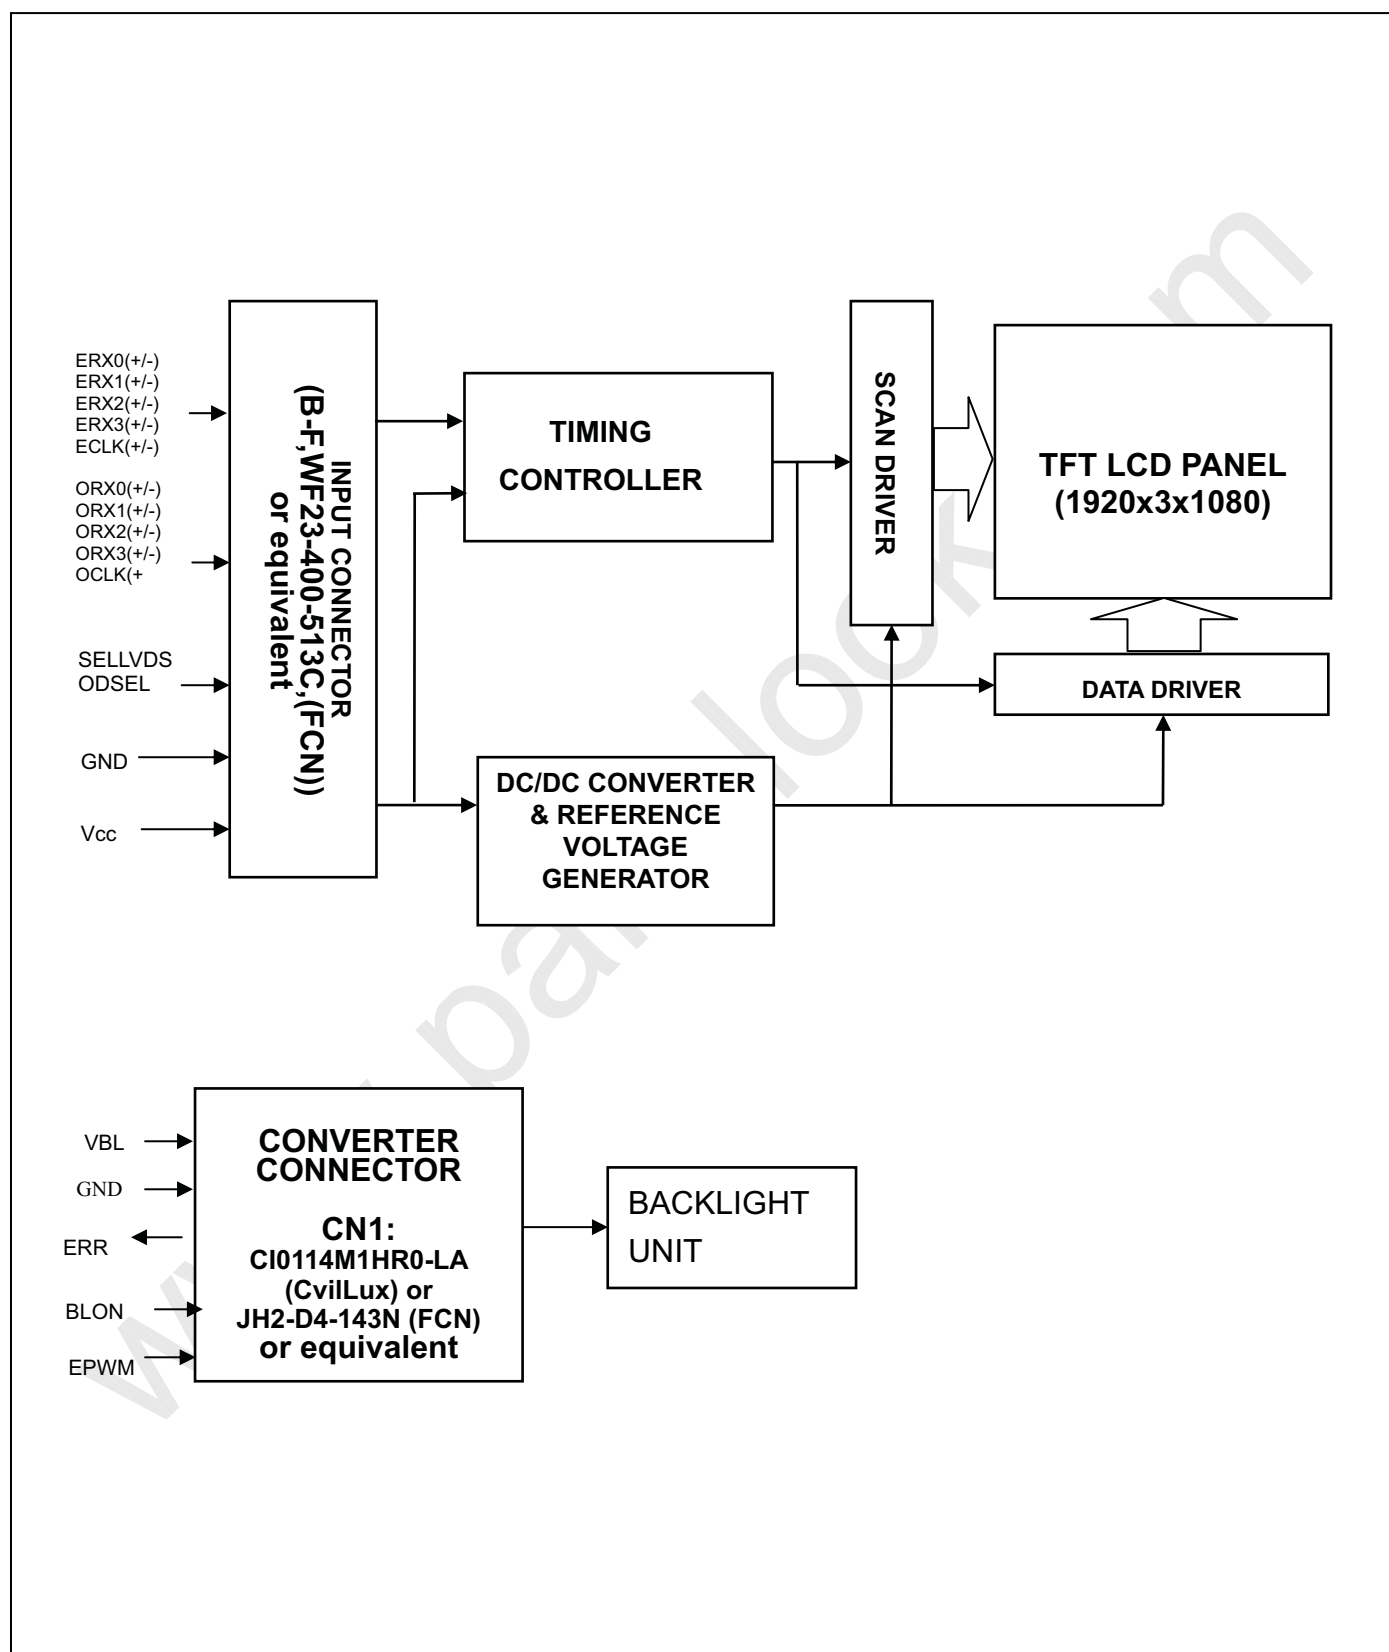 ERX0(+/-)
ERX1(+/-)
ERX2(+/-)
ERX3(+/-)
ECLK(+/-)
ORX0(+/-)
ORX1(+/-)
ORX2(+/-)
ORX3(+/-)
OCLK(+
SELLVDS
ODSEL
GND
Vcc
INPUT CONNECTOR
(B-F,WF23-400-513C,(FCN))
or equivalent
TIMING
CONTROLLER
SCAN DRIVER
TFT LCD PANEL
(1920x3x1080)
DATA DRIVER
DC/DC CONVERTER
& REFERENCE
VOLTAGE
GENERATOR
VBL
GND
ERR
BLON
EPWM
CONVERTER
CONNECTOR
CN1:
CI0114M1HR0-LA
(CvilLux) or
JH2-D4-143N (FCN)
or equivalent
BACKLIGHT
UNIT